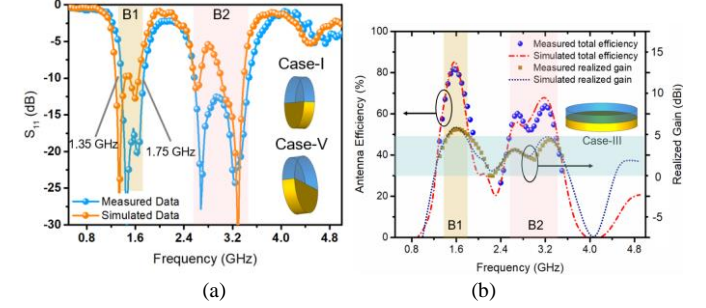 (a)
B1
B2
0
-5
-10
-15
-20
-25
-30
S11 (dB)
1.35 GHz
1.75 GHz
Case-I
Case-V
Measured Data
Simulated Data
0.8
1.6
2.4
3.2
4.0
4.8
Frequency (GHz)
(b)
100
80
60
40
20
0
Antenna Efficiency (%)
Measured total efficiency
Simulated total efficiency
Measured realized gain
Simulated realized gain
Case-III
B1
B2
15
10
5
0
-5
Realized Gain (dBi)
0.8
1.6
2.4
3.2
4.0
4.8
Frequency (GHz)
(a)
(b)